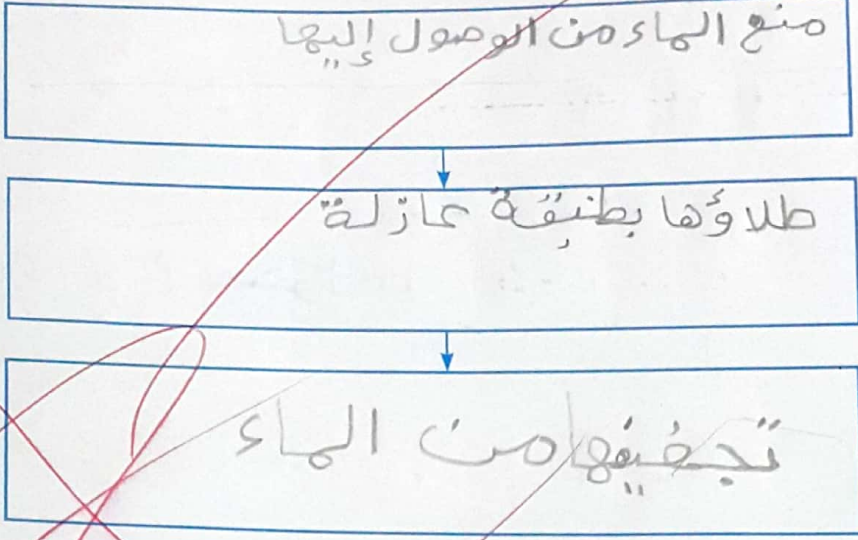 منع الماء من الوصول إليها
طلاؤها بطبقة عازلة
تجفيفها من الماء